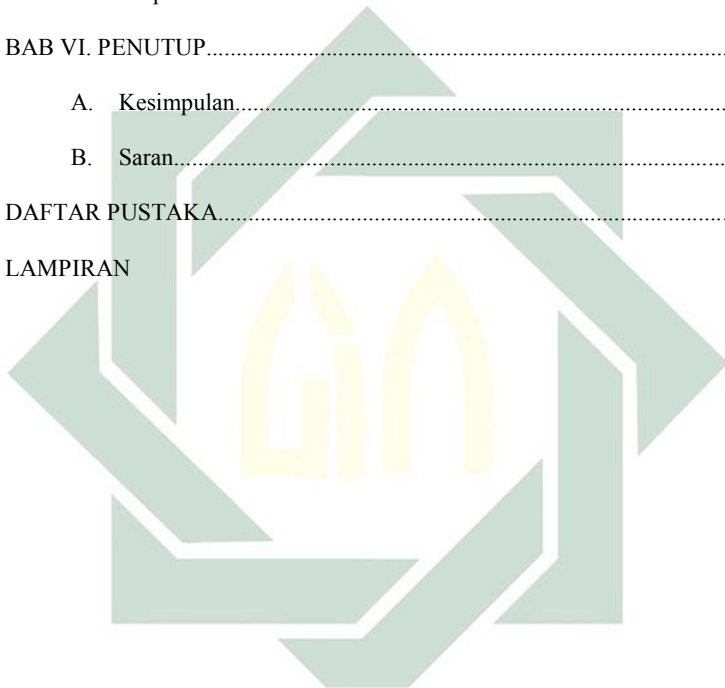 BAB VI. PENUTUP........................................................................................
A. Kesimpulan..................................................................................
B. Saran............................................................................................
DAFTAR PUSTAKA......................................................................................
LAMPIRAN